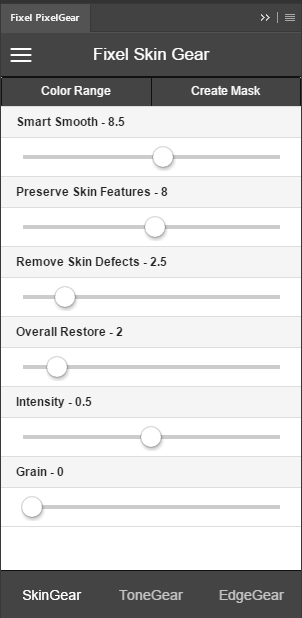 Fixel PixelGear
Fixel Skin Gear
Color Range Create Mask
Smart Smooth - 8.5
Preserve Skin Features - 8
Remove Skin Defects - 2.5
Overall Restore - 2
Intensity - 0.5
Grain - 0
SkinGear ToneGear EdgeGear